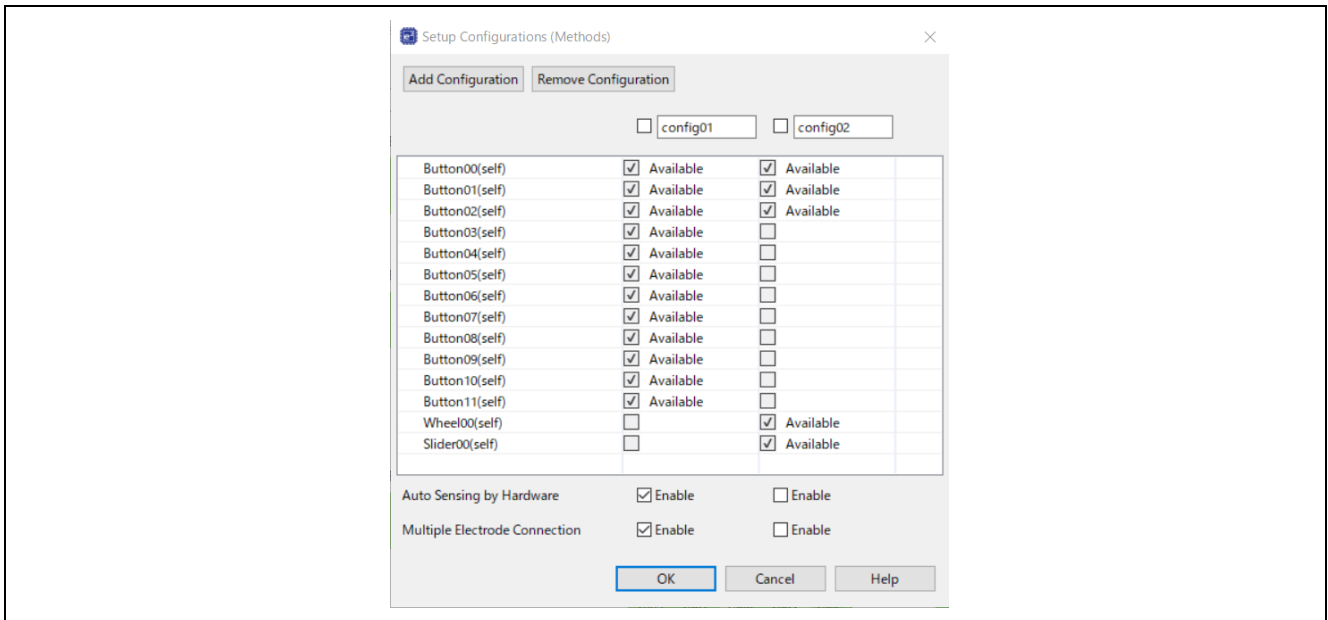 Setup Configurations (Methods)
Add Configuration Remove Configuration
config01 config02
Button00(self) Available Available
Button01(self) Available Available
Button02(self) Available Available
Button03(self) Available
Button04(self) Available
Button05(self) Available
Button06(self) Available
Button07(self) Available
Button08(self) Available
Button09(self) Available
Button10(self) Available
Button11(self) Available
Wheel00(self) Available
Slider00(self) Available
Auto Sensing by Hardware Enable Enable
Multiple Electrode Connection Enable Enable
OK Cancel Help